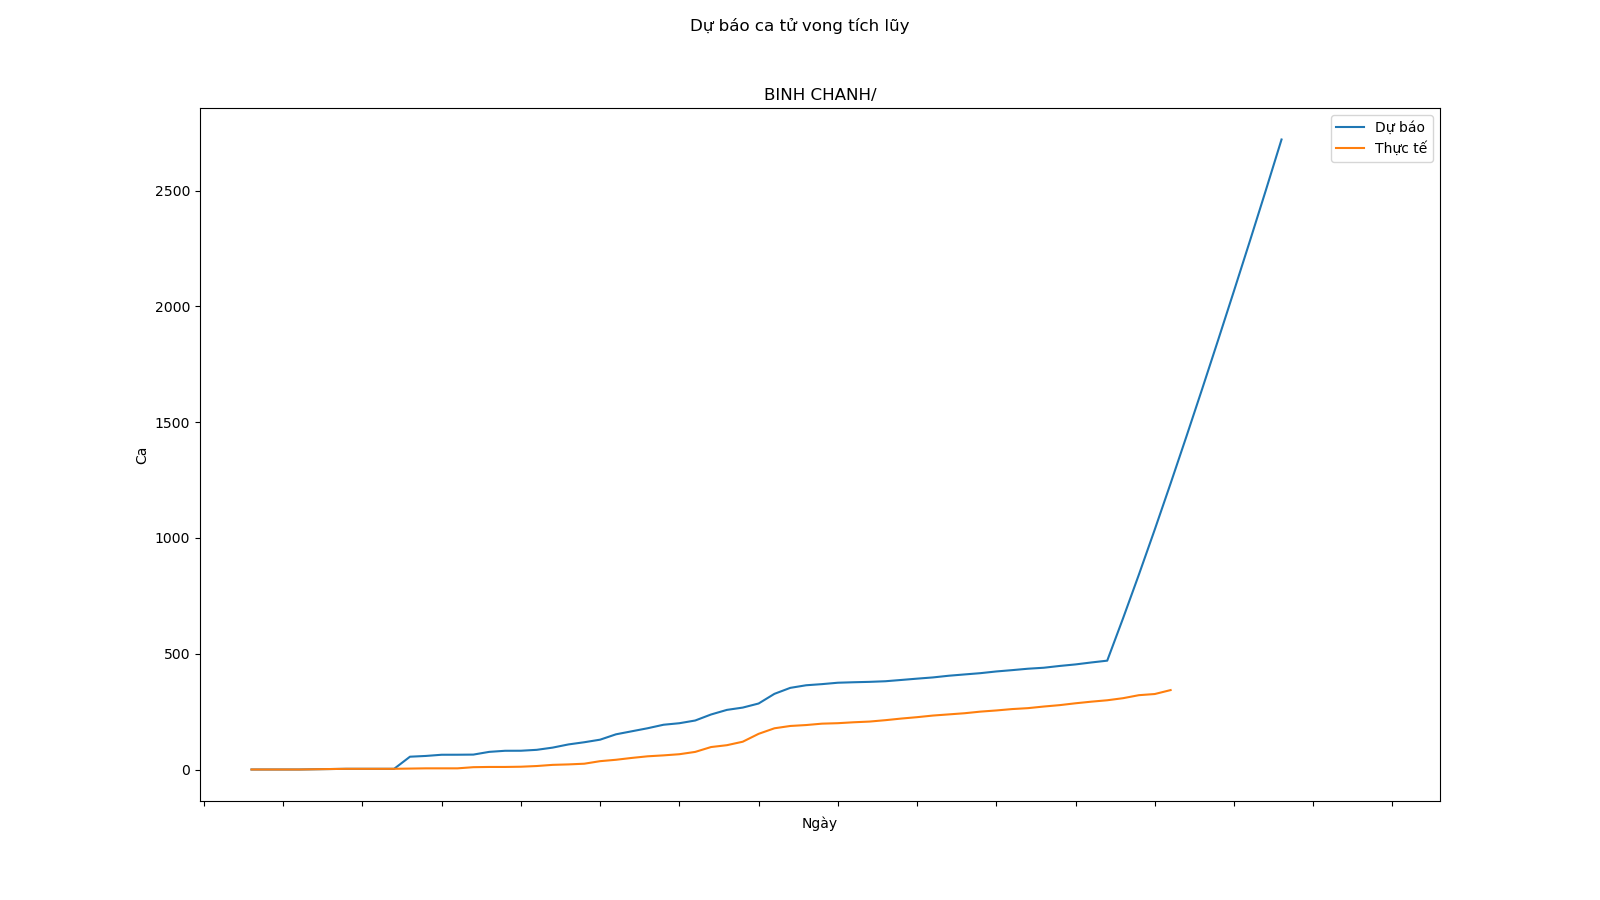 Dự báo ca tử vong tích lũy
BINH CHANH/
Dự báo
Thực tế
2500
2000
1500
1000
500
0
Ca
Ngày